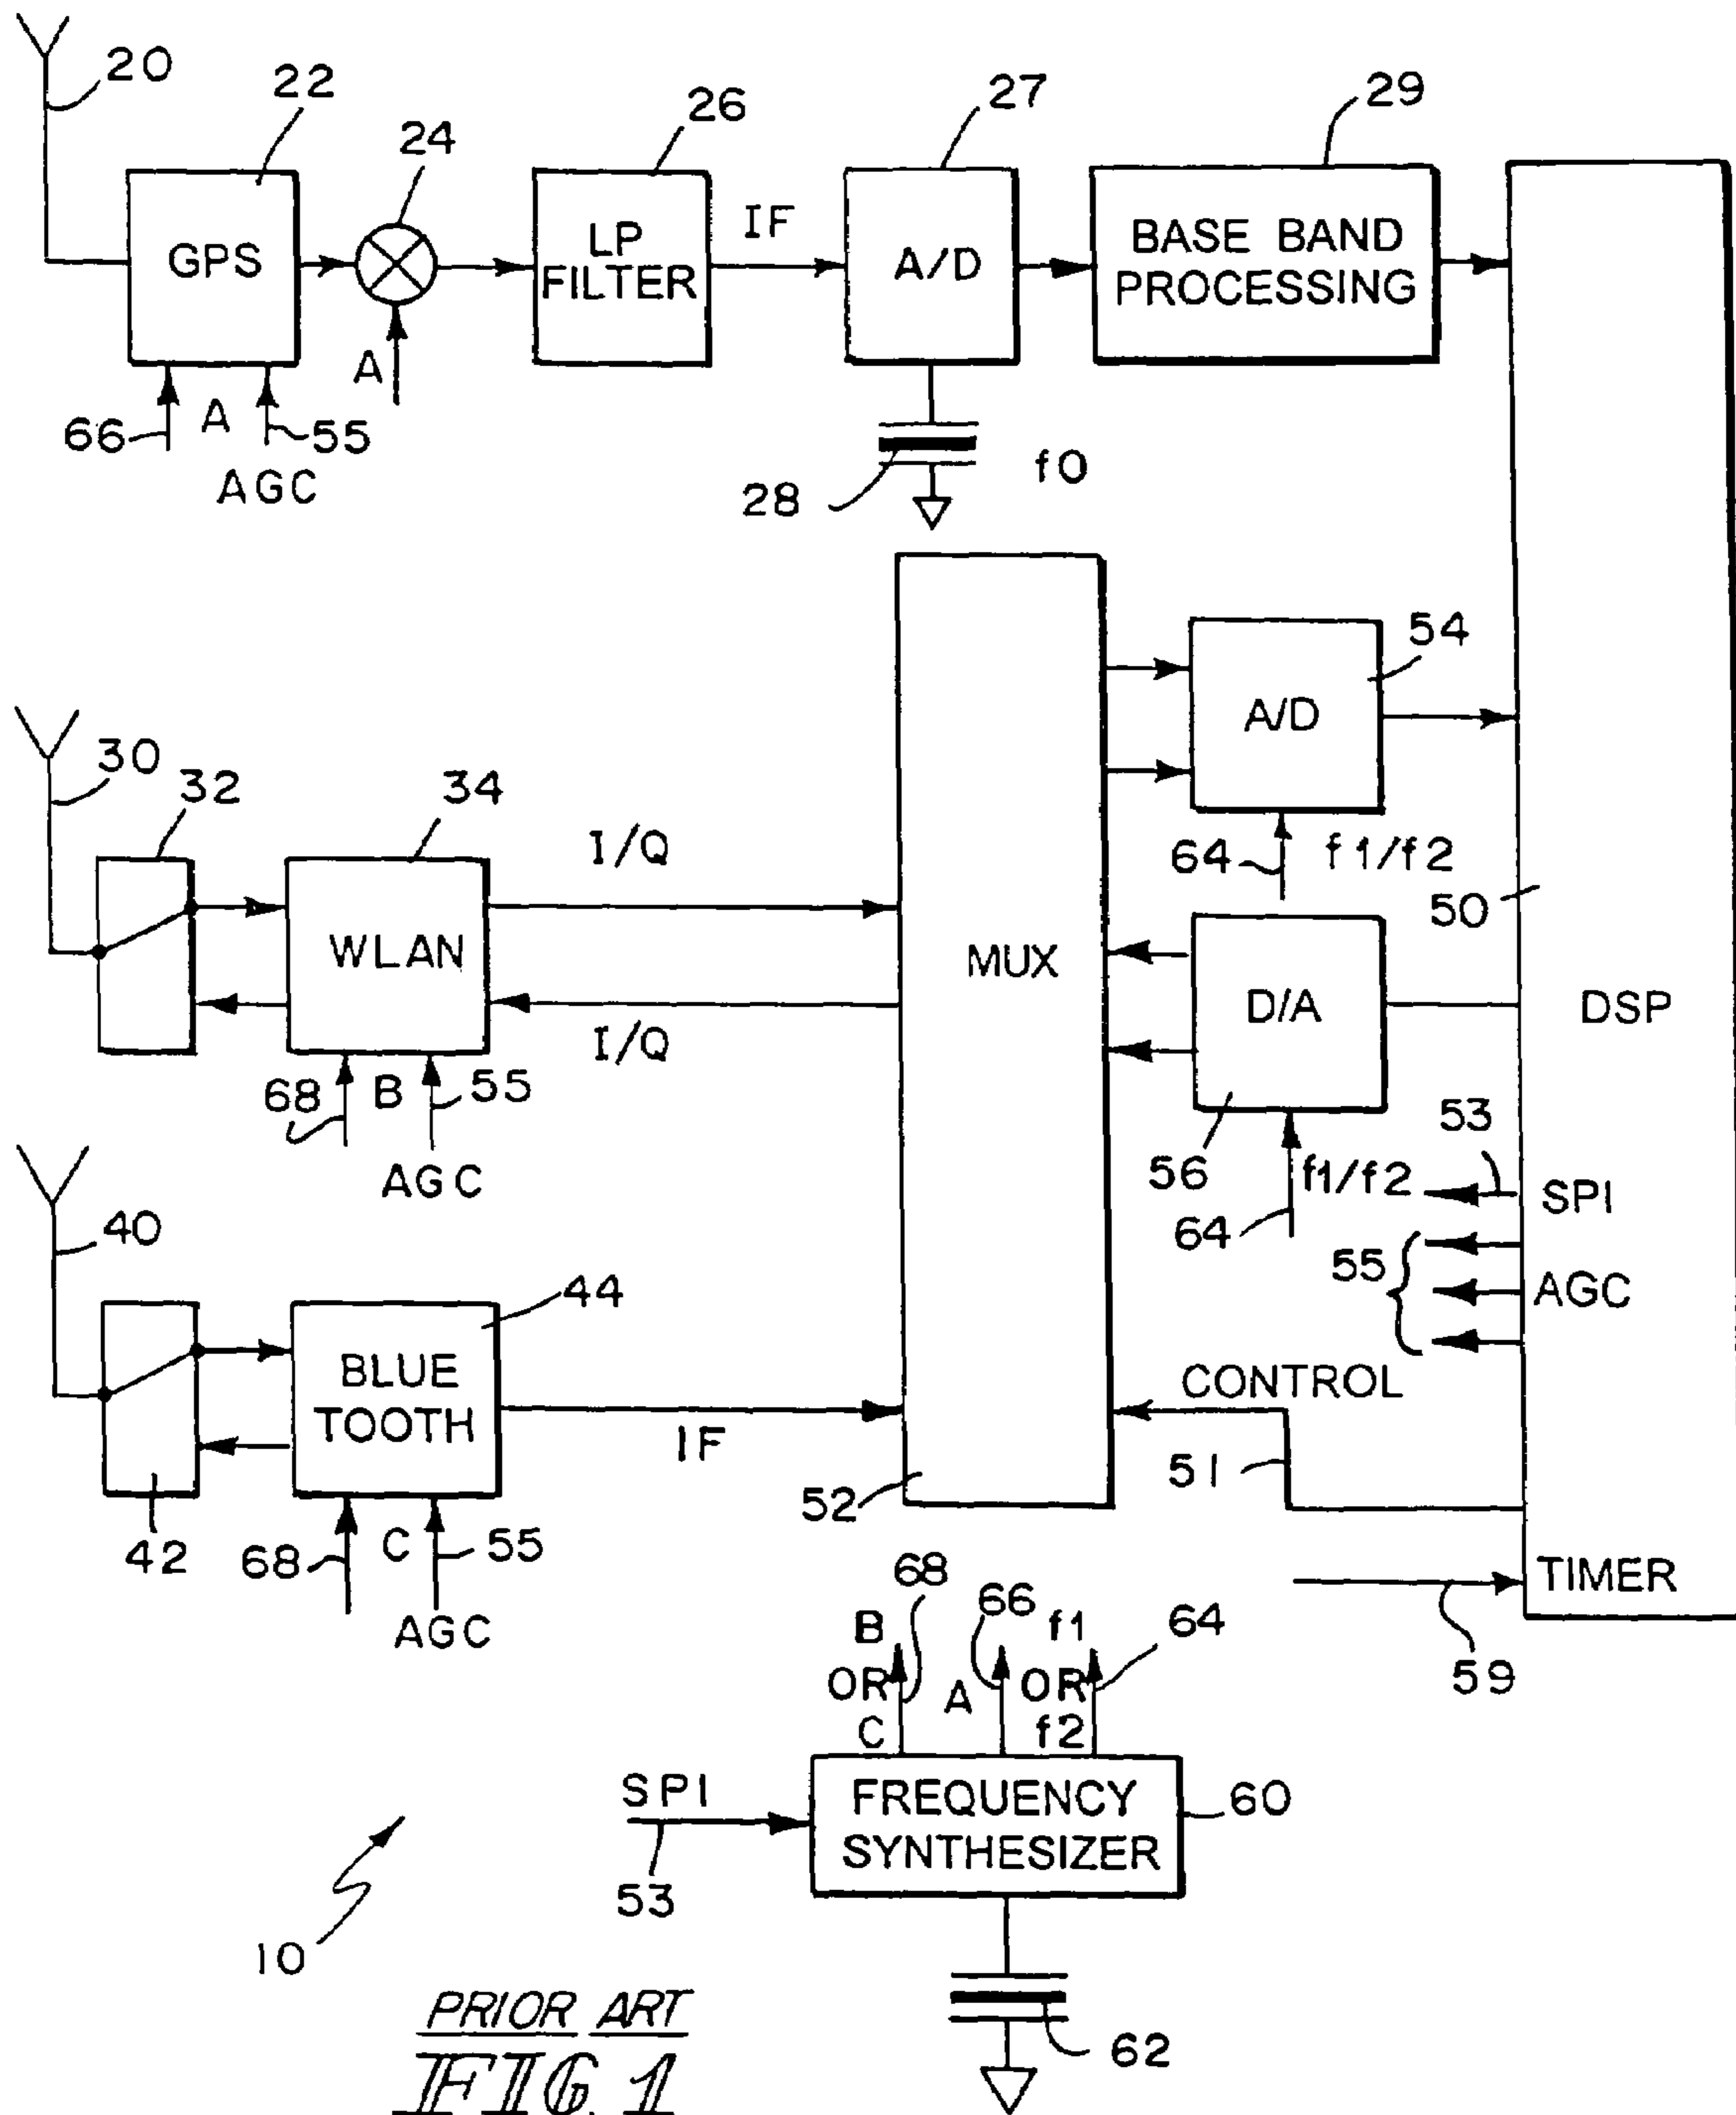 20
22
24
26
27
29
GPS
LP
FILTER
IF
A/D
BASE BAND
PROCESSING
A
66
A
55
AGC
28
f0
54
A/D
30
32
34
I/Q
64
f1/f2
50
WLAN
MUX
D/A
DSP
I/Q
68
B
55
AGC
53
56
f1/f2
SPI
64
40
55
AGC
44
BLUE
TOOTH
CONTROL
IF
51
52
42
68
C
55
AGC
TIMER
59
68
66
64
B
OR
C
A
f1
OR
f2
SPI
53
FREQUENCY
SYNTHESIZER
60
10
62
PRIOR ART
FIG. 1